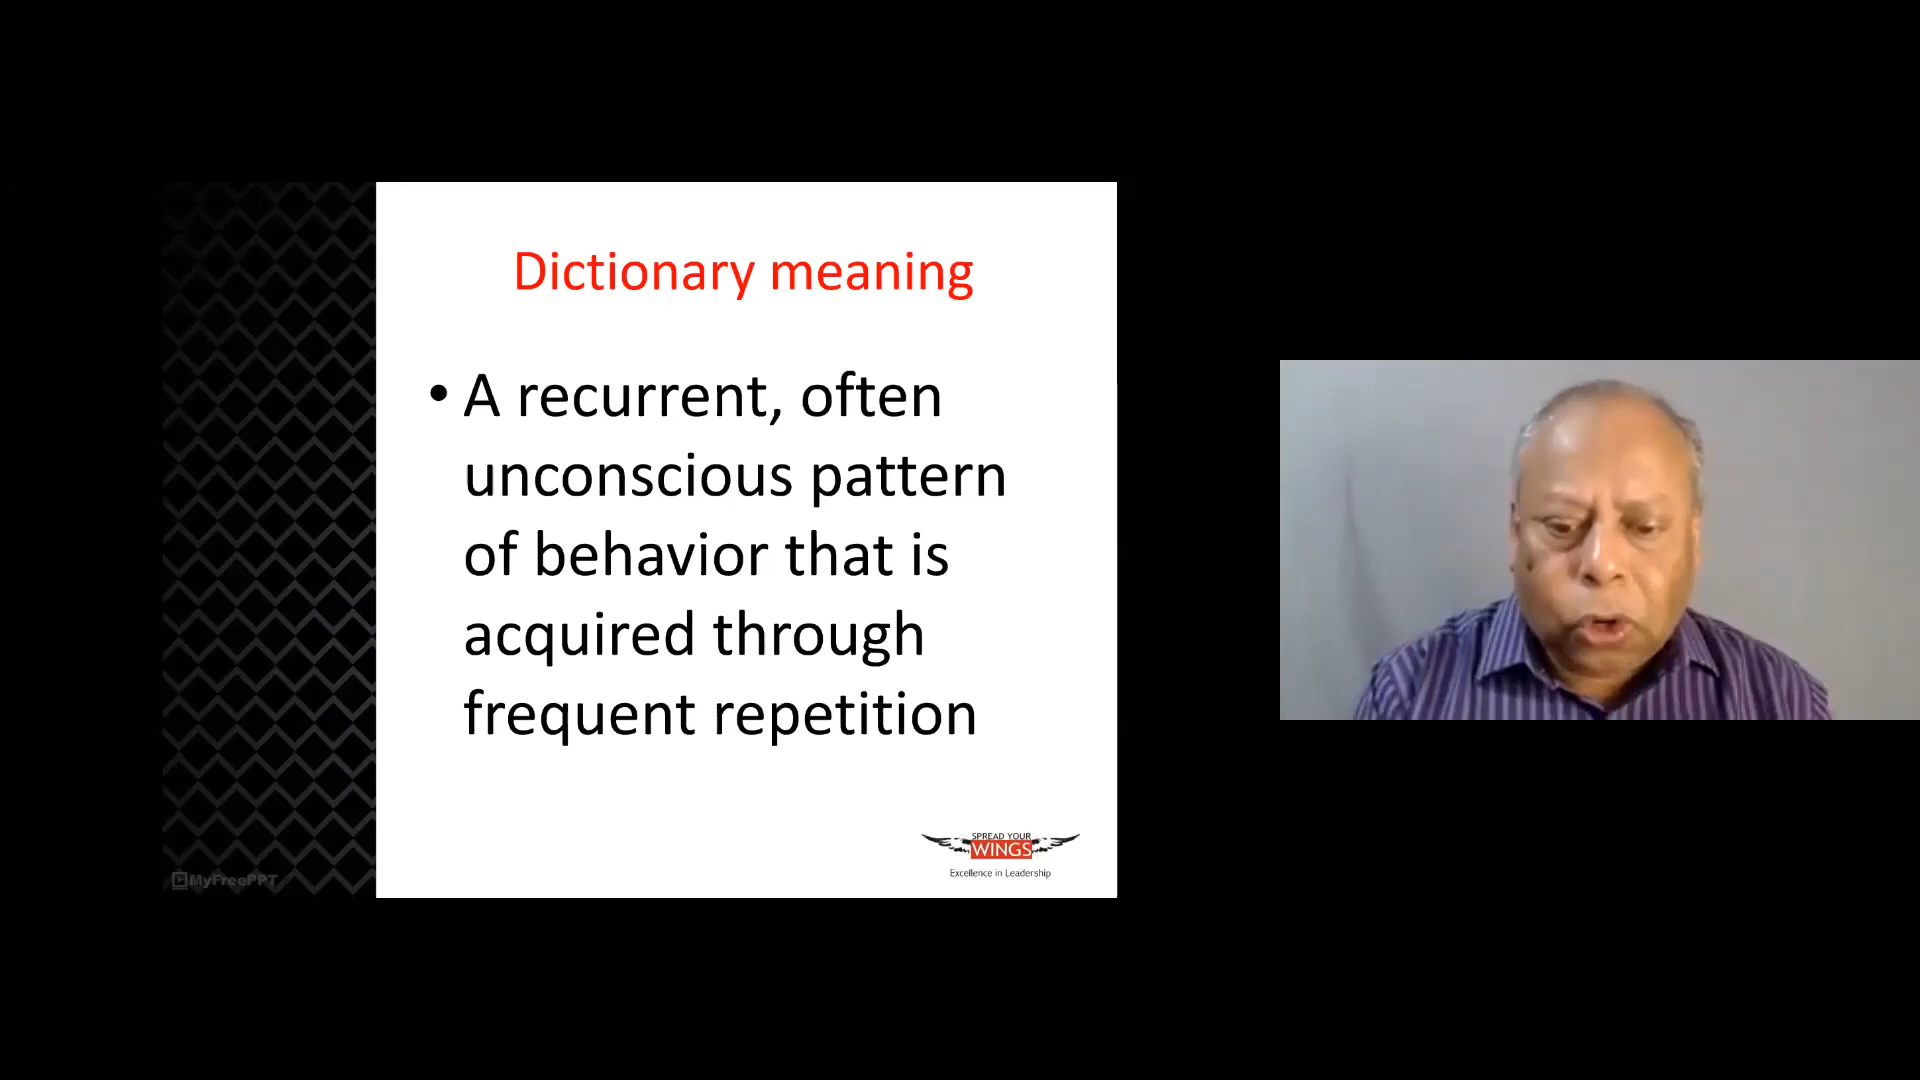 Dictionary meaning
• A recurrent, often
unconscious pattern
of behavior that is
acquired through
frequent repetition
SPREAD YOUR
WINGS
Excellence in Leadership
MyFreePPT